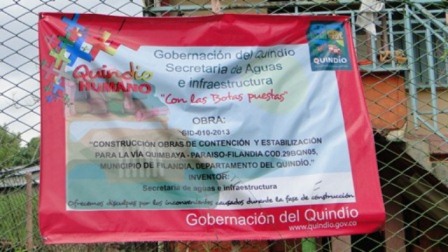 Gobernación del Quindío
Secretaría de Aguas
e infraestructura
"Con las Botas puestas"
QUINDÍO
Quindío
HUMANO
OBRA:
SID-010-2013
"CONSTRUCCIÓN OBRAS DE CONTENCIÓN Y ESTABILIZACIÓN
PARA LA VÍA QUIMBAYA - PARAISO-FILANDIA COD.29BQN05,
MUNICIPIO DE FILANDIA, DEPARTAMENTO DEL QUINDÍO."
INVENTOR:
Secretaría de aguas e infraestructura
Ofrecemos disculpas por los inconvenientes causados durante la fase de construcción
Gobernación del Quindío
www.quindio.gov.co